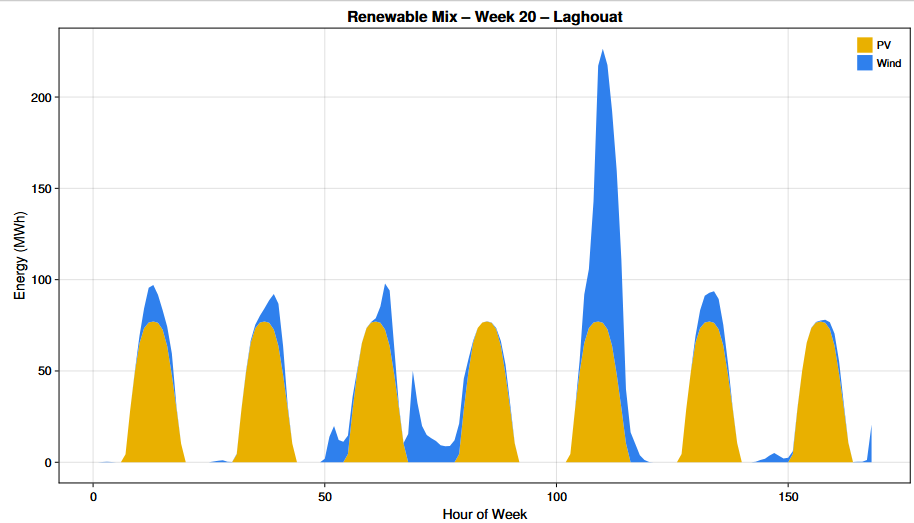 Renewable Mix – Week 20 – Laghouat
PV
Wind
Energy (MWh)
200
150
100
50
0
0 50 100 150
Hour of Week